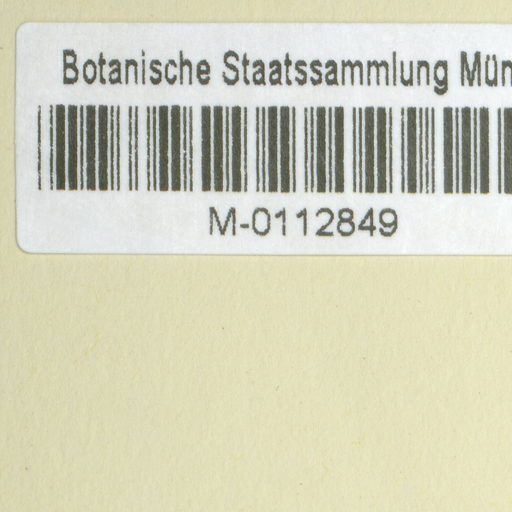 Botanische Staatssammlung Mün
M-0112849